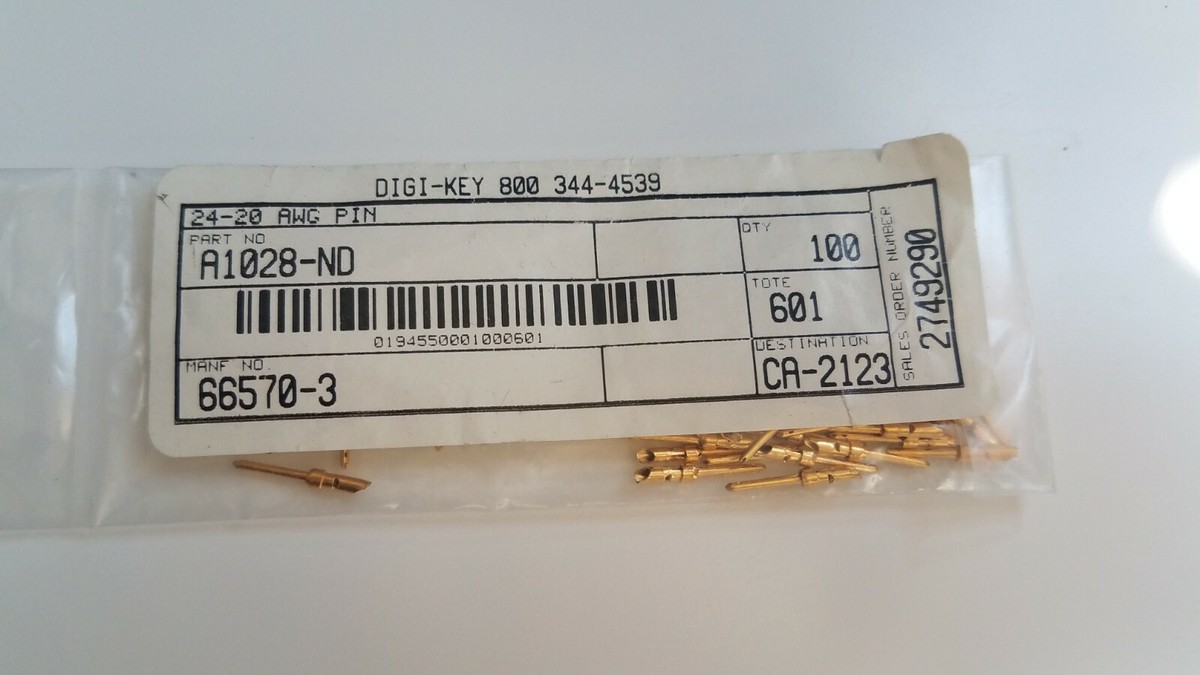 DIGI-KEY 800 344-4539
24-20 AWG PIN
PART NO
A1028-ND
QTY
100
TOTE
601
0194550001000601
MANF NO.
66570-3
DESTINATION
CA-2123
SALES ORDER NUMBER
2749290